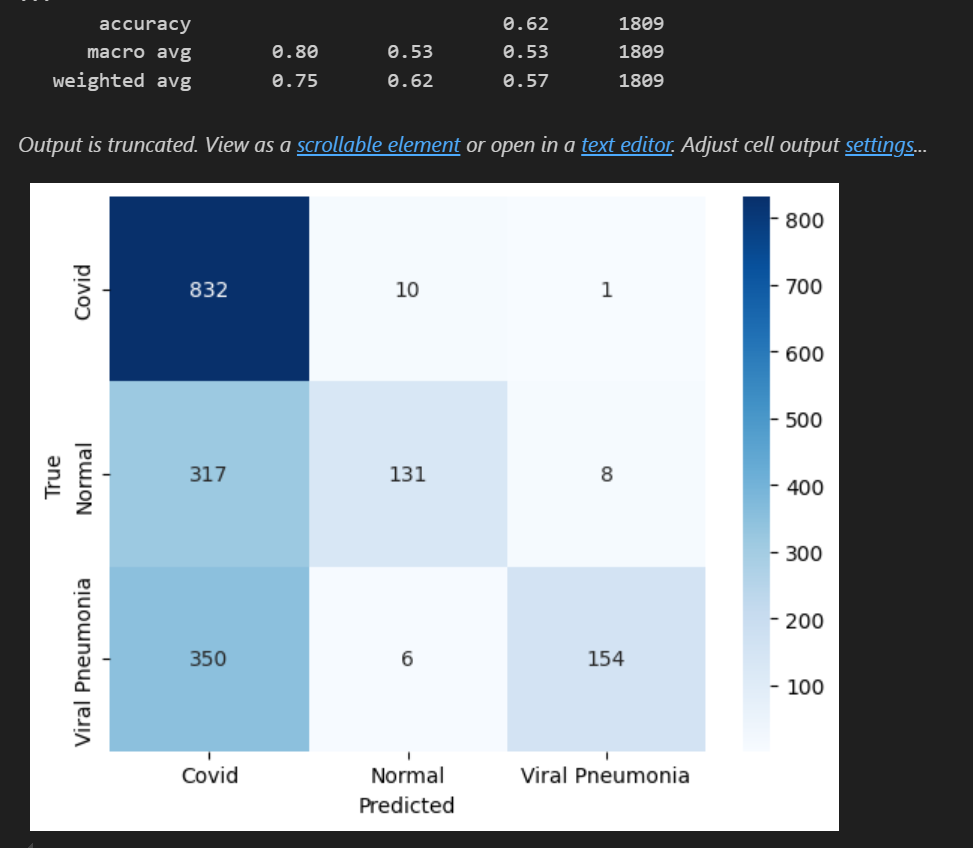 accuracy 0.62 1809
macro avg 0.80 0.53 0.53 1809
weighted avg 0.75 0.62 0.57 1809
Output is truncated. View as a scrollable element or open in a text editor. Adjust cell output settings...
800
700
600
500
400
300
200
100
True
Covid
832 10 1
Normal
317 131 8
Viral Pneumonia
350 6 154
Covid Normal Viral Pneumonia
Predicted